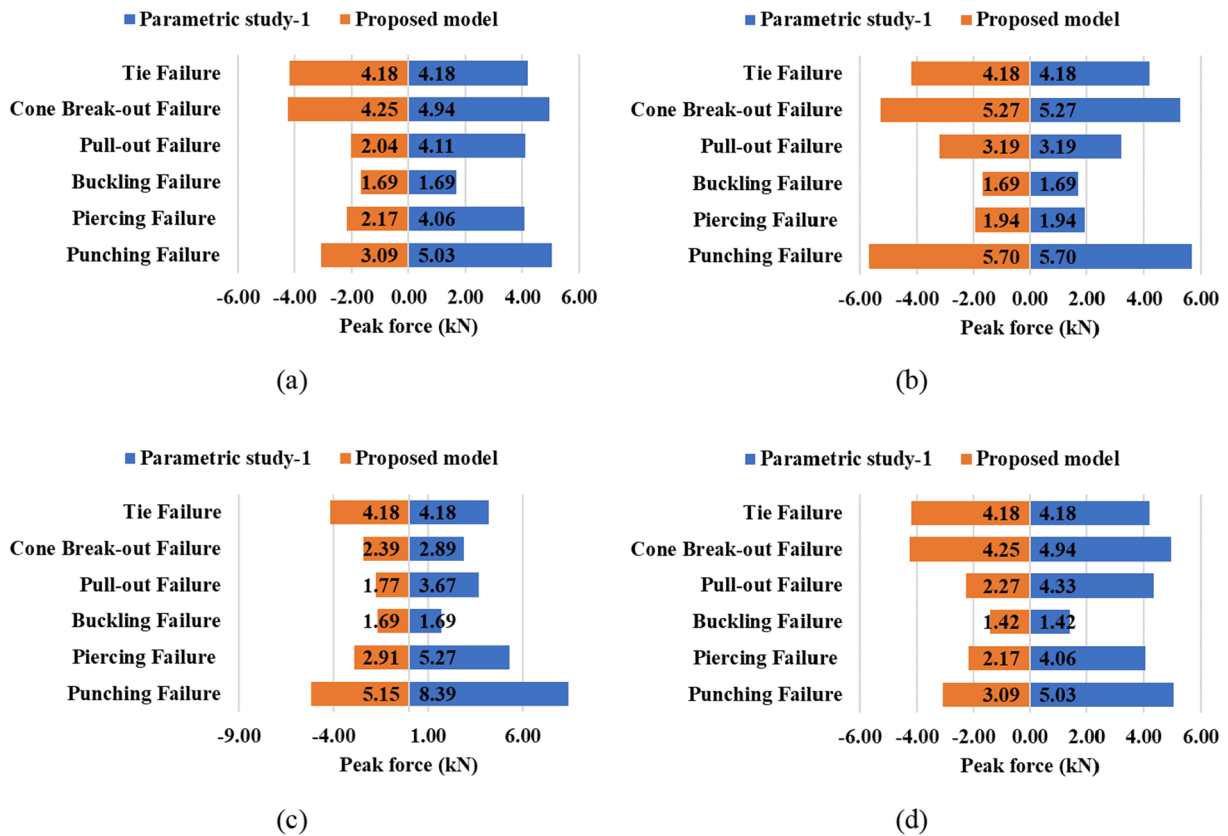 Parametric study-1 Proposed model
Tie Failure 4.18 4.18
Cone Break-out Failure 4.25 4.94
Pull-out Failure 2.04 4.11
Buckling Failure 1.69 1.69
Piercing Failure 2.17 4.06
Punching Failure 3.09 5.03
-6.00 -4.00 -2.00 0.00 2.00 4.00 6.00
Peak force (kN)
(a)
Parametric study-1 Proposed model
Tie Failure 4.18 4.18
Cone Break-out Failure 5.27 5.27
Pull-out Failure 3.19 3.19
Buckling Failure 1.69 1.69
Piercing Failure 1.94 1.94
Punching Failure 5.70 5.70
-6.00 -4.00 -2.00 0.00 2.00 4.00 6.00
Peak force (kN)
(b)
Parametric study-1 Proposed model
Tie Failure 4.18 4.18
Cone Break-out Failure 2.39 2.89
Pull-out Failure 1.77 3.67
Buckling Failure 1.69 1.69
Piercing Failure 2.91 5.27
Punching Failure 5.15 8.39
-9.00 -4.00 1.00 6.00
Peak force (kN)
(c)
Parametric study-1 Proposed model
Tie Failure 4.18 4.18
Cone Break-out Failure 4.25 4.94
Pull-out Failure 2.27 4.33
Buckling Failure 1.42 1.42
Piercing Failure 2.17 4.06
Punching Failure 3.09 5.03
-6.00 -4.00 -2.00 0.00 2.00 4.00 6.00
Peak force (kN)
(d)